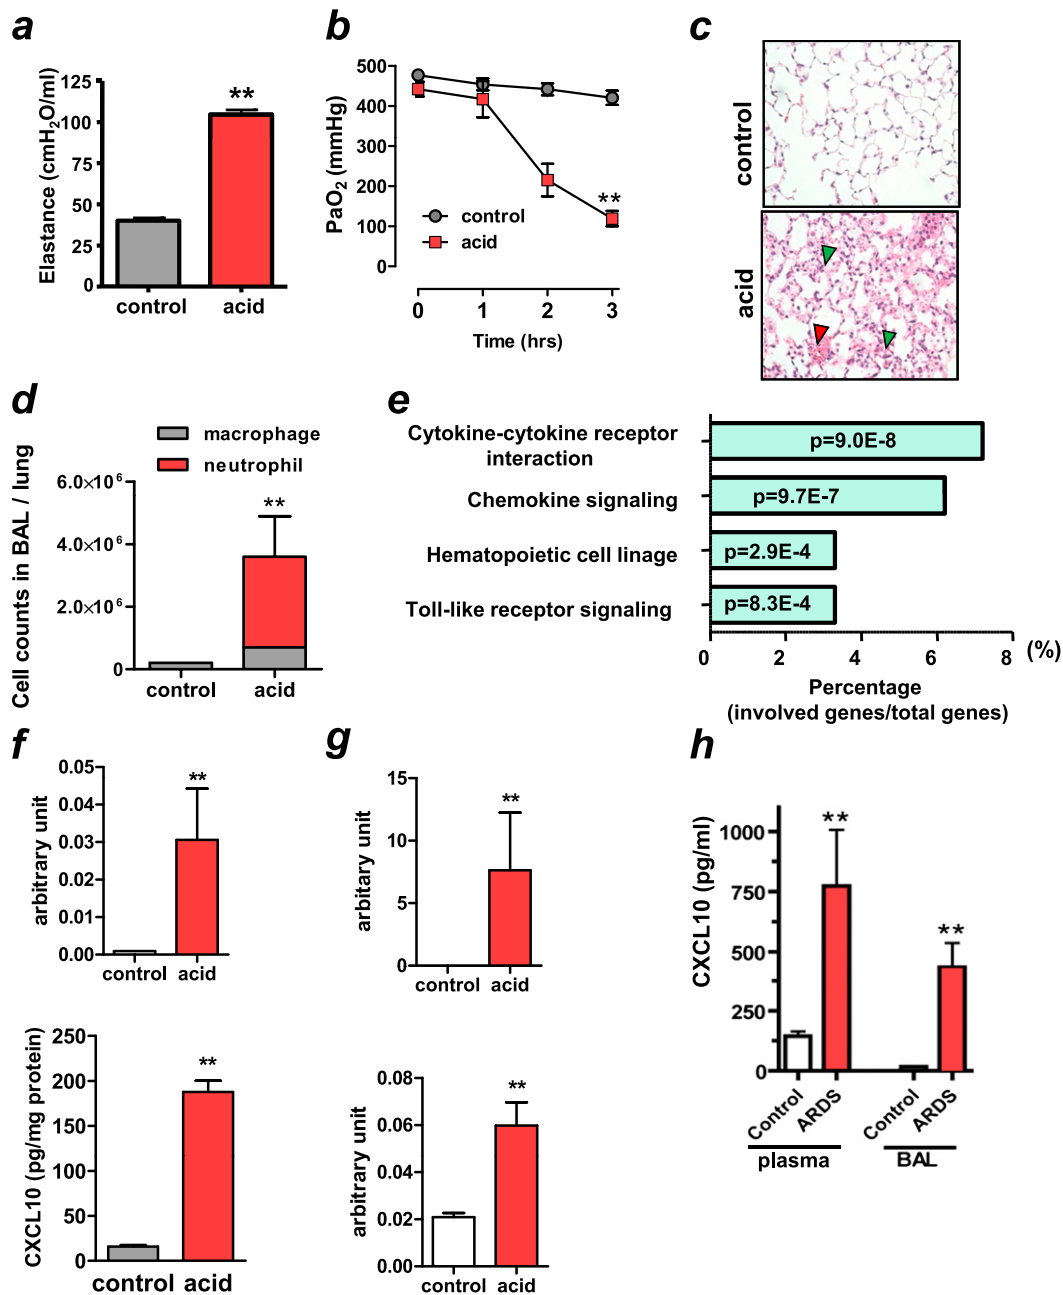 a
Elastance (cmH2O/ml)
125
100
75
50
25
0
**
control
acid
b
PaO2 (mmHg)
500
400
300
200
100
0
control
acid
**
0
1
2
3
Time (hrs)
c
control
acid
d
macrophage
neutrophil
Cell counts in BAL / lung
6.0×10^6
4.0×10^6
2.0×10^6
0
**
control
acid
e
Cytokine-cytokine receptor
interaction
p=9.0E-8
Chemokine signaling
p=9.7E-7
Hematopoietic cell linage
p=2.9E-4
Toll-like receptor signaling
p=8.3E-4
0
2
4
6
8
(%)
Percentage
(involved genes/total genes)
f
arbitrary unit
0.05
0.04
0.03
0.02
0.01
0.00
**
control
acid
CXCL10 (pg/mg protein)
250
200
150
100
50
0
**
control
acid
g
arbitary unit
15
10
5
0
**
control
acid
arbitrary unit
0.08
0.06
0.04
0.02
0.00
**
control
acid
h
CXCL10 (pg/ml)
1000
750
500
250
0
**
**
Control
ARDS
Control
ARDS
plasma
BAL